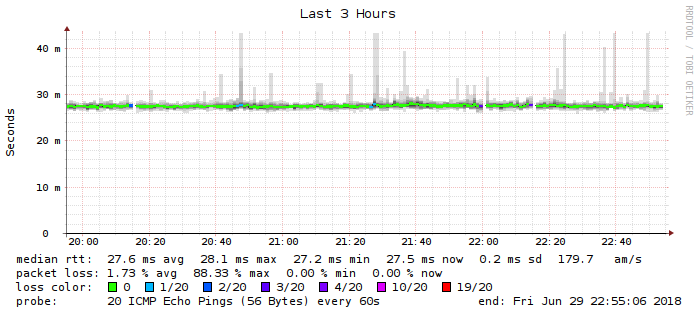 Last 3 Hours
RRDTOOL / TOBI OETIKER
Seconds
40 m
30 m
20 m
10 m
0
20:00 20:20 20:40 21:00 21:20 21:40 22:00 22:20 22:40
median rtt: 27.6 ms avg 28.1 ms max 27.2 ms min 27.5 ms now 0.2 ms sd 179.7 am/s
packet loss: 1.73 % avg 88.33 % max 0.00 % min 0.00 % now
loss color: 0 1/20 2/20 3/20 4/20 10/20 19/20
probe: 20 ICMP Echo Pings (56 Bytes) every 60s end: Fri Jun 29 22:55:06 2018